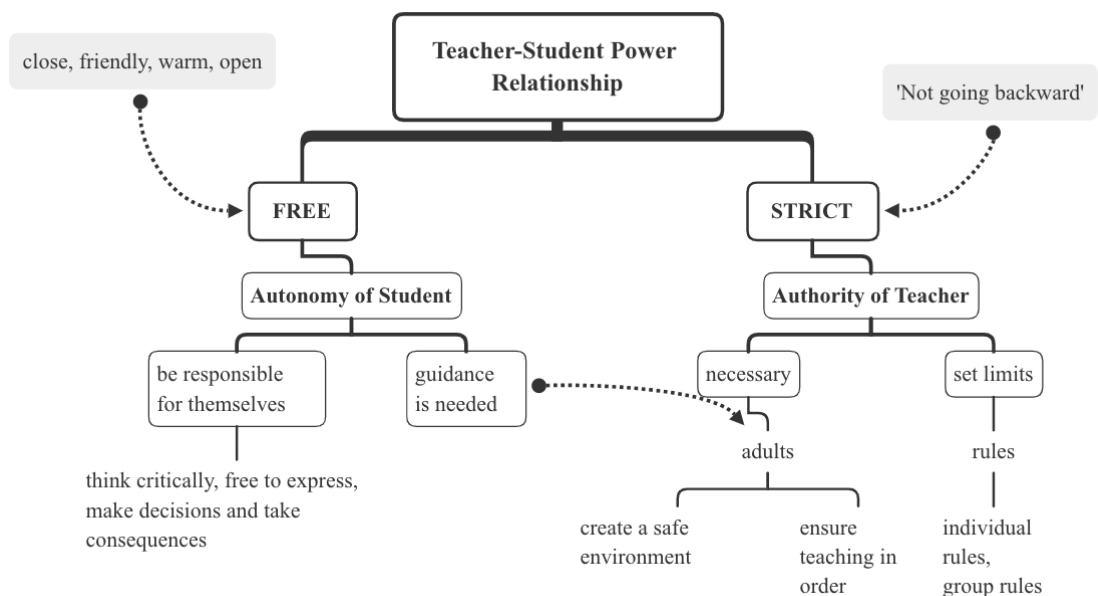 Teacher-Student Power
Relationship
close, friendly, warm, open
'Not going backward'
FREE
STRICT
Autonomy of Student
Authority of Teacher
be responsible
for themselves
guidance
is needed
necessary
set limits
think critically, free to express,
make decisions and take
consequences
adults
rules
create a safe
environment
ensure
teaching in
order
individual
rules,
group rules